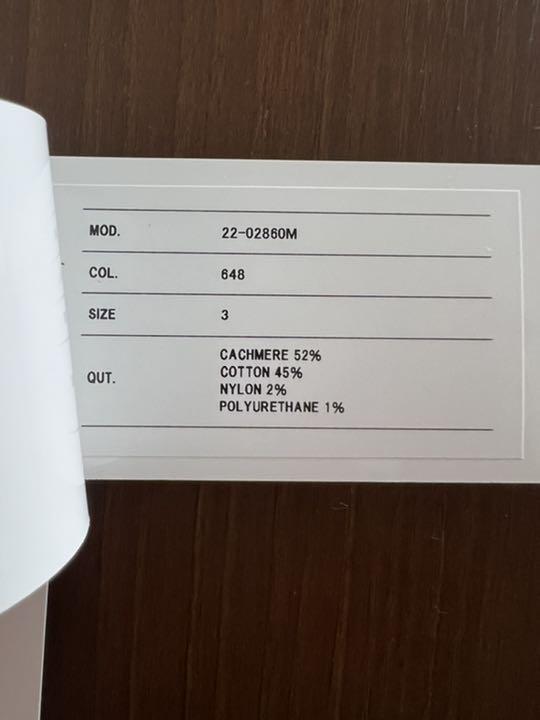 MOD. 22-02860M
COL. 648
SIZE 3
QUT. CACHMERE 52%
COTTON 45%
NYLON 2%
POLYURETHANE 1%